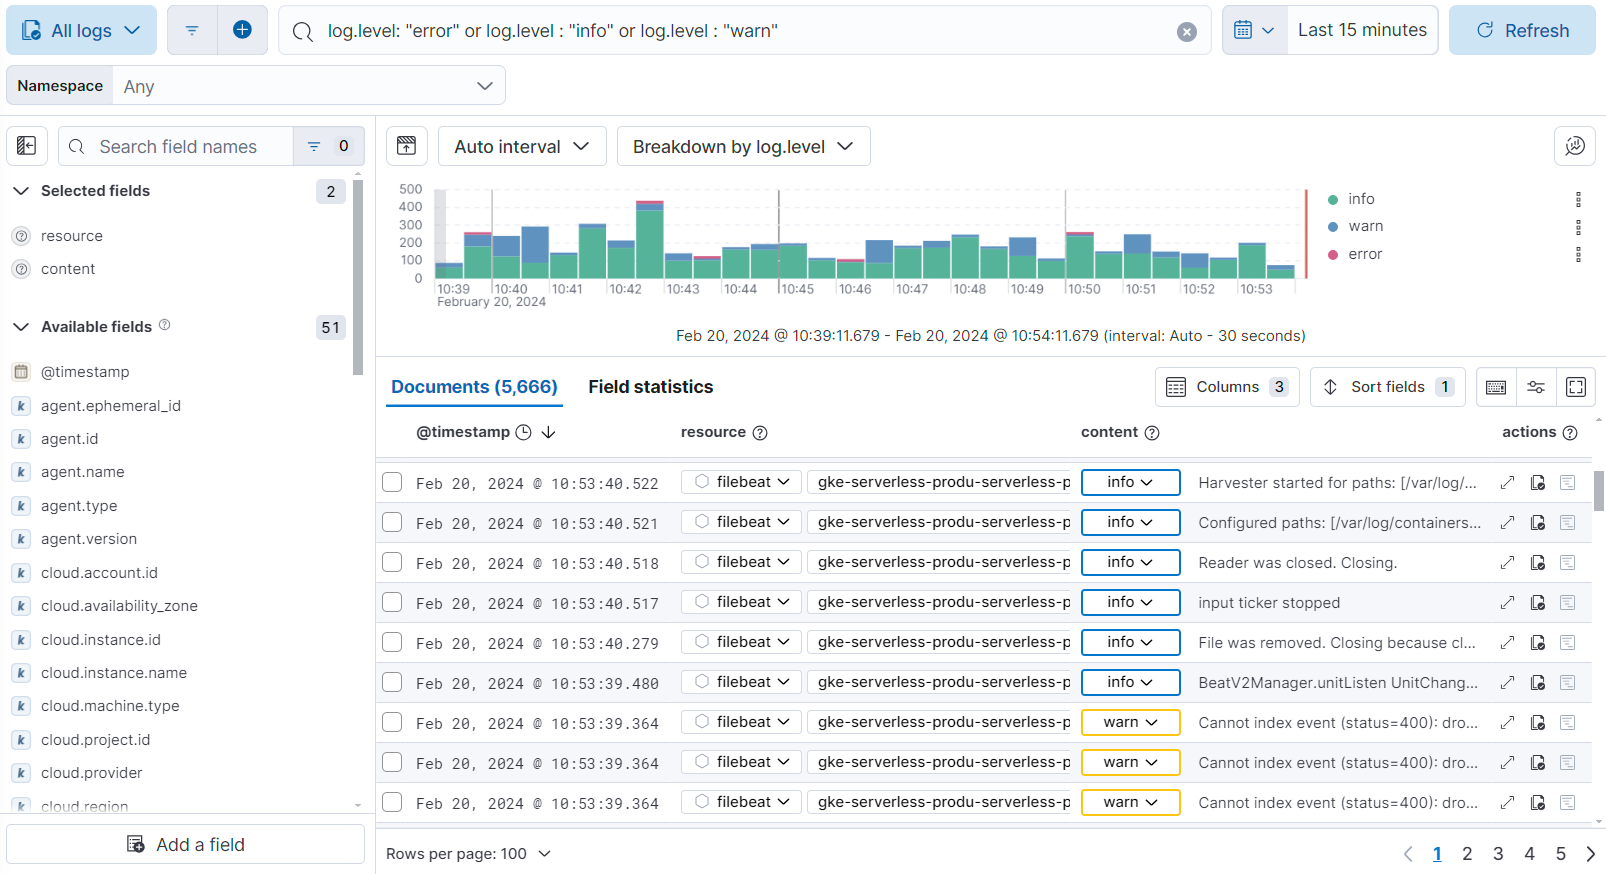 All logs
log.level: "error" or log.level : "info" or log.level : "warn"
Last 15 minutes
Refresh
Namespace
Any
Search field names
0
Selected fields
2
resource
content
Available fields
51
@timestamp
k agent.ephemeral_id
k agent.id
k agent.name
k agent.type
k agent.version
k cloud.account.id
k cloud.availability_zone
k cloud.instance.id
k cloud.instance.name
k cloud.machine.type
k cloud.project.id
k cloud.provider
k cloud.region
Add a field
Auto interval
Breakdown by log.level
500
400
300
200
100
0
10:39 10:40 10:41 10:42 10:43 10:44 10:45 10:46 10:47 10:48 10:49 10:50 10:51 10:52 10:53
February 20, 2024
info
warn
error
Feb 20, 2024 @ 10:39:11.679 - Feb 20, 2024 @ 10:54:11.679 (interval: Auto - 30 seconds)
Documents (5,666)
Field statistics
Columns 3
Sort fields 1
@timestamp resource content actions
Feb 20, 2024 @ 10:53:40.522 filebeat gke-serverless-produ-serverless-p info Harvester started for paths: [/var/log/...
Feb 20, 2024 @ 10:53:40.521 filebeat gke-serverless-produ-serverless-p info Configured paths: [/var/log/containers...
Feb 20, 2024 @ 10:53:40.518 filebeat gke-serverless-produ-serverless-p info Reader was closed. Closing.
Feb 20, 2024 @ 10:53:40.517 filebeat gke-serverless-produ-serverless-p info input ticker stopped
Feb 20, 2024 @ 10:53:40.279 filebeat gke-serverless-produ-serverless-p info File was removed. Closing because cl...
Feb 20, 2024 @ 10:53:39.480 filebeat gke-serverless-produ-serverless-p info BeatV2Manager.unitListen UnitChang...
Feb 20, 2024 @ 10:53:39.364 filebeat gke-serverless-produ-serverless-p warn Cannot index event (status=400): dro...
Feb 20, 2024 @ 10:53:39.364 filebeat gke-serverless-produ-serverless-p warn Cannot index event (status=400): dro...
Feb 20, 2024 @ 10:53:39.364 filebeat gke-serverless-produ-serverless-p warn Cannot index event (status=400): dro...
Rows per page: 100
1 2 3 4 5